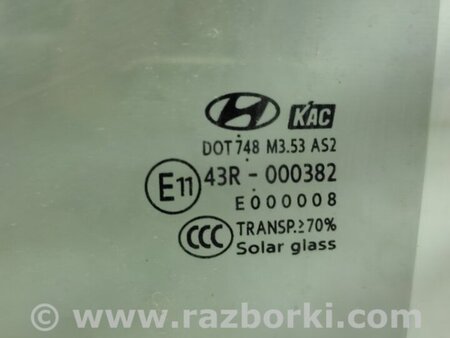 KAC
DOT 748 M3.53 AS2
E11 43R - 000382
E000008
CCC TRANSP.≥70%
Solar glass
© www.razborki.com